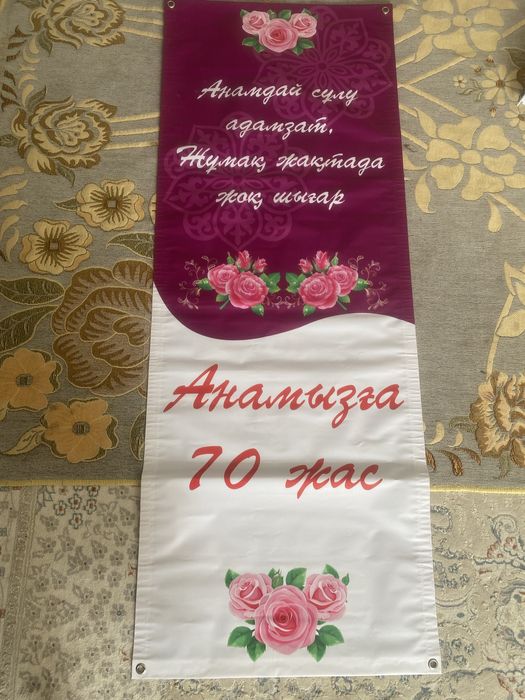 Анамдай сұлу
адамзат,
Жұмақ жақтада
жоқ шығар
Анамызға
70 жас